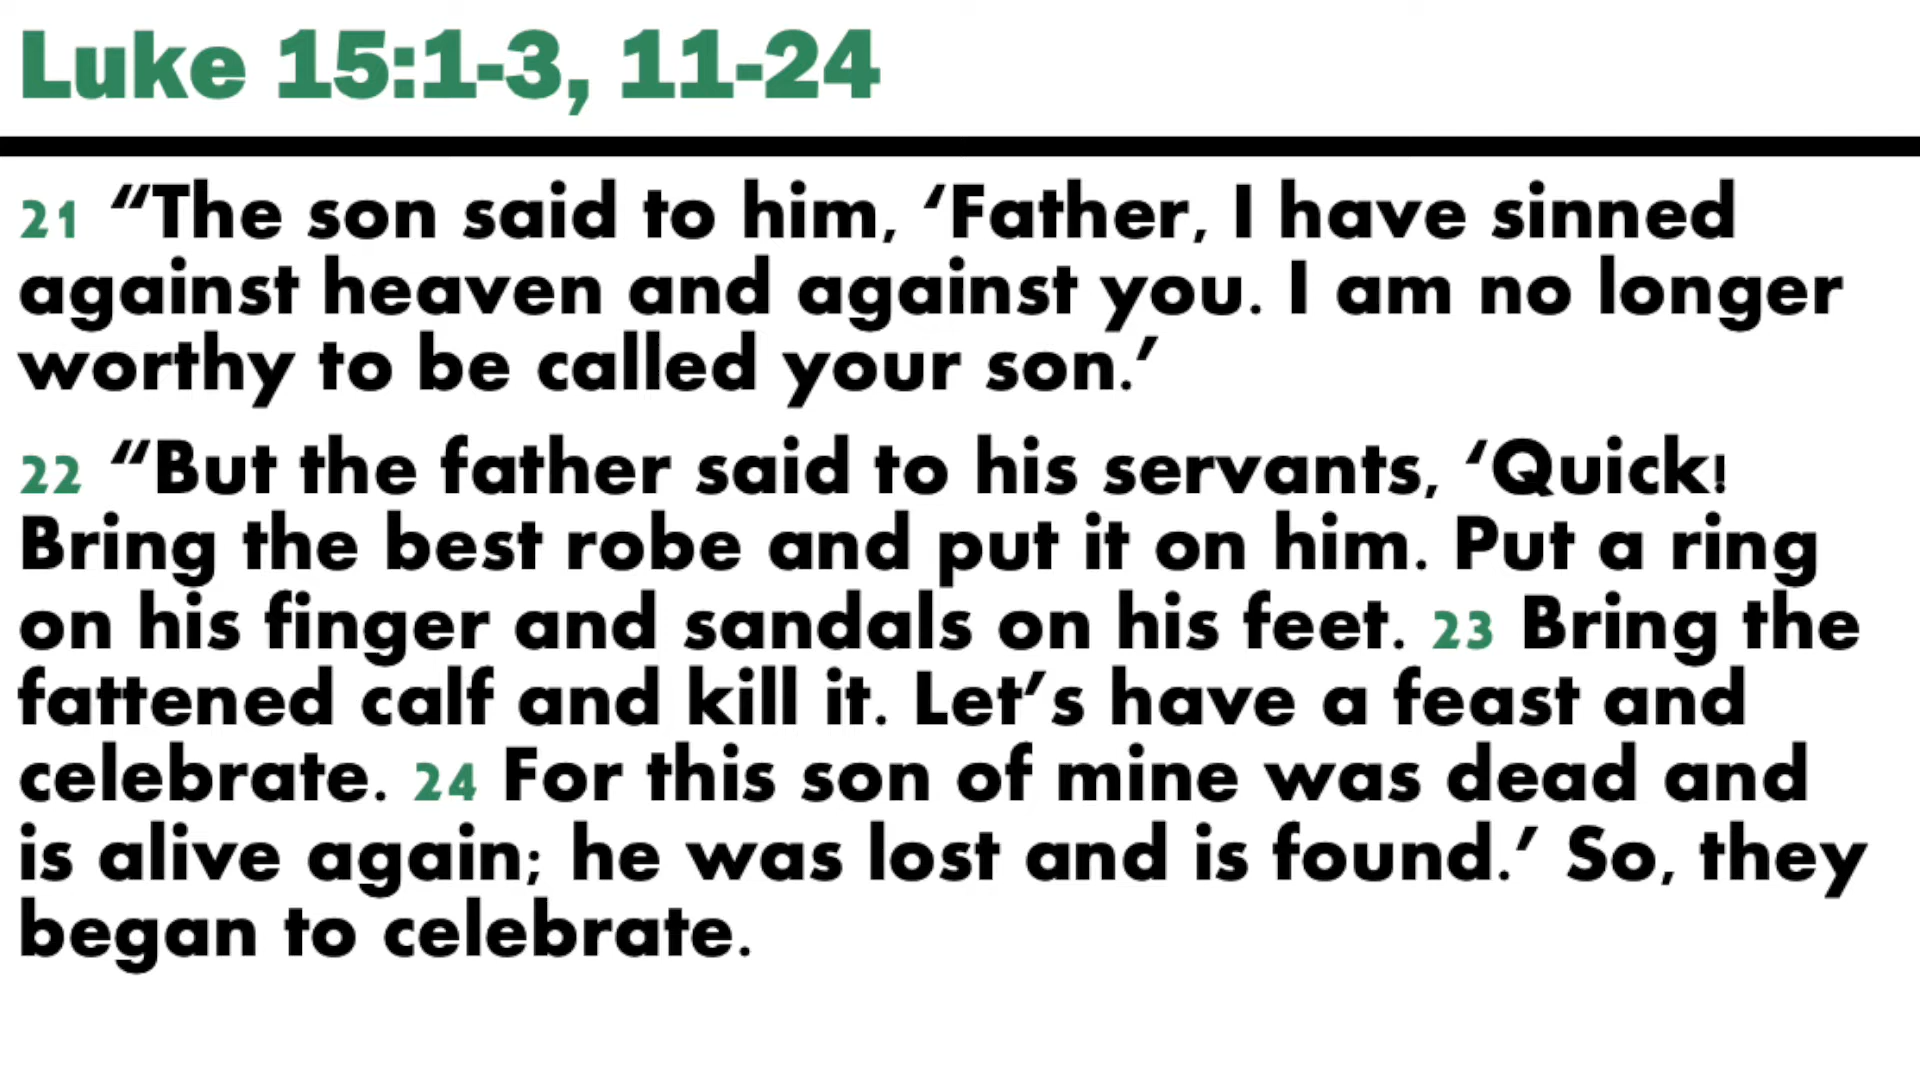 Luke 15:1-3, 11-24
21 “The son said to him, ‘Father, I have sinned
against heaven and against you. I am no longer
worthy to be called your son.’
22 “But the father said to his servants, ‘Quick!
Bring the best robe and put it on him. Put a ring
on his finger and sandals on his feet. 23 Bring the
fattened calf and kill it. Let’s have a feast and
celebrate. 24 For this son of mine was dead and
is alive again; he was lost and is found.’ So, they
began to celebrate.